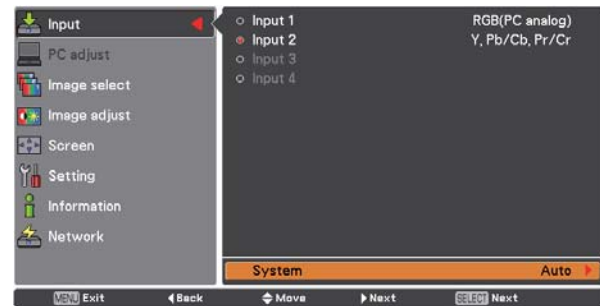 Input
PC adjust
Image select
Image adjust
Screen
Setting
Information
Network
Input 1 RGB(PC analog)
Input 2 Y, Pb/Cb, Pr/Cr
Input 3
Input 4
System Auto
MENU Exit Back Move Next SELECT Next